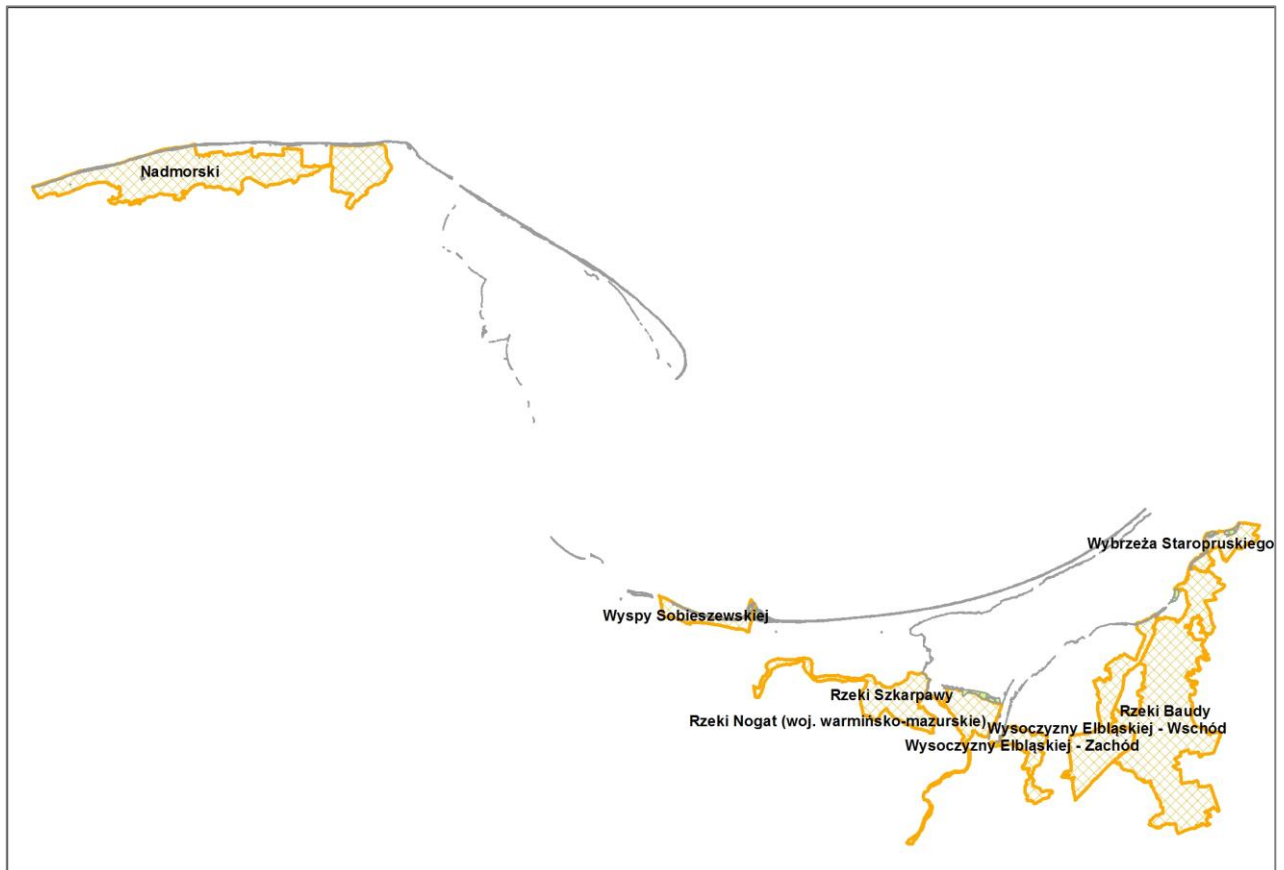 Nadmorski
Wybrzeża Staropruskiego
Wyspy Sobieszewskiej
Rzeki Szkarpawy
Rzeki Baudy
Rzeki Nogat (woj. warmińsko-mazurskie)
Wysoczyzny Elbląskiej - Wschód
Wysoczyzny Elbląskiej - Zachód